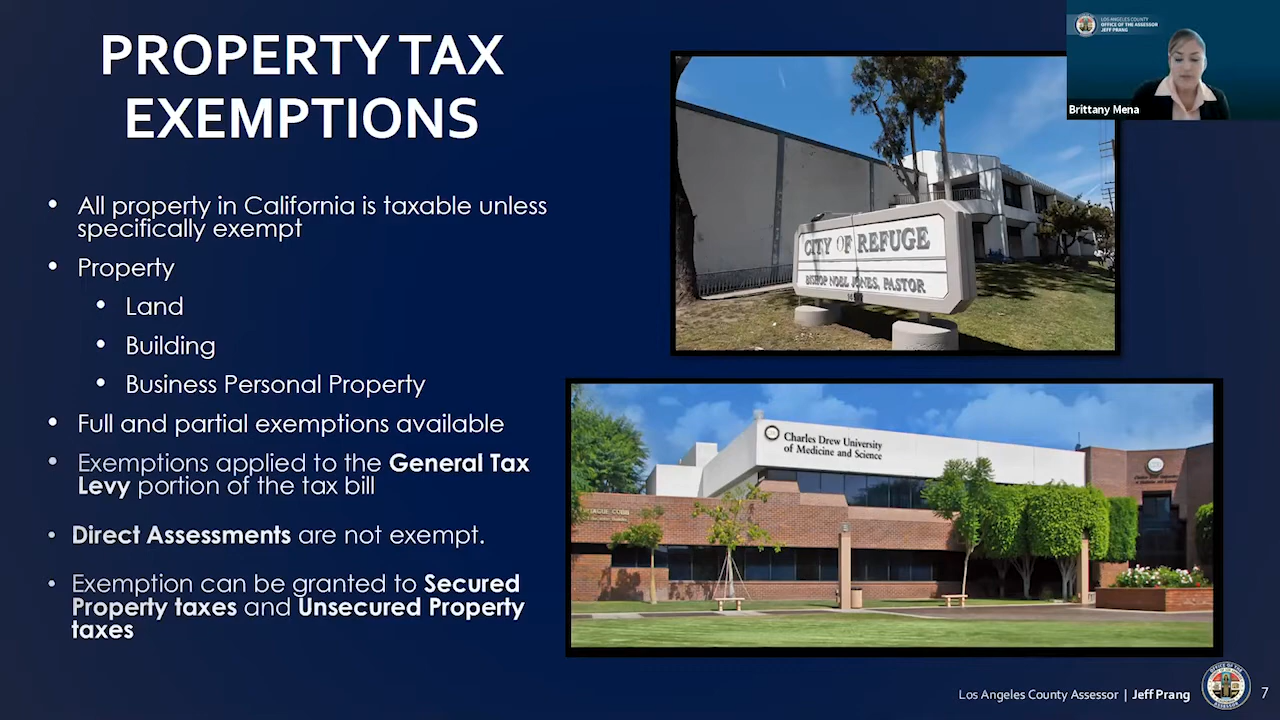 PROPERTY TAX
EXEMPTIONS
All property in California is taxable unless
specifically exempt
Property
Land
Building
Business Personal Property
Full and partial exemptions available
Exemptions applied to the General Tax
Levy portion of the tax bill
Direct Assessments are not exempt.
Exemption can be granted to Secured
Property taxes and Unsecured Property
taxes
LOS ANGELES COUNTY
OFFICE OF THE ASSESSOR
JEFF PRANG
Brittany Mena
CITY OF REFUGE
BISHOP NOEL JONES, PASTOR
Charles Drew University
of Medicine and Science
Los Angeles County Assessor | Jeff Prang
7